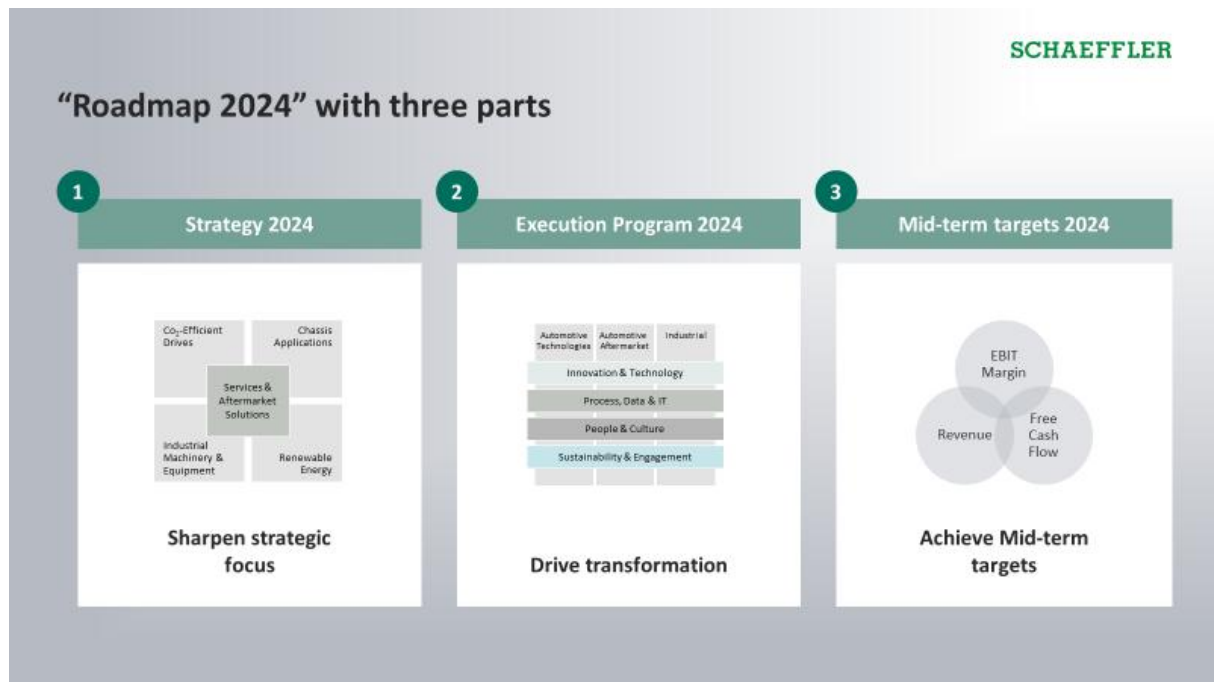 SCHAEFFLER
“Roadmap 2024” with three parts
1
Strategy 2024
Co₂-Efficient
Drives
Chassis
Applications
Services &
Aftermarket
Solutions
Industrial
Machinery &
Equipment
Renewable
Energy
Sharpen strategic
focus
2
Execution Program 2024
Automotive
Technologies
Automotive
Aftermarket
Industrial
Innovation & Technology
Process, Data & IT
People & Culture
Sustainability & Engagement
Drive transformation
3
Mid-term targets 2024
EBIT
Margin
Revenue
Free
Cash
Flow
Achieve Mid-term
targets